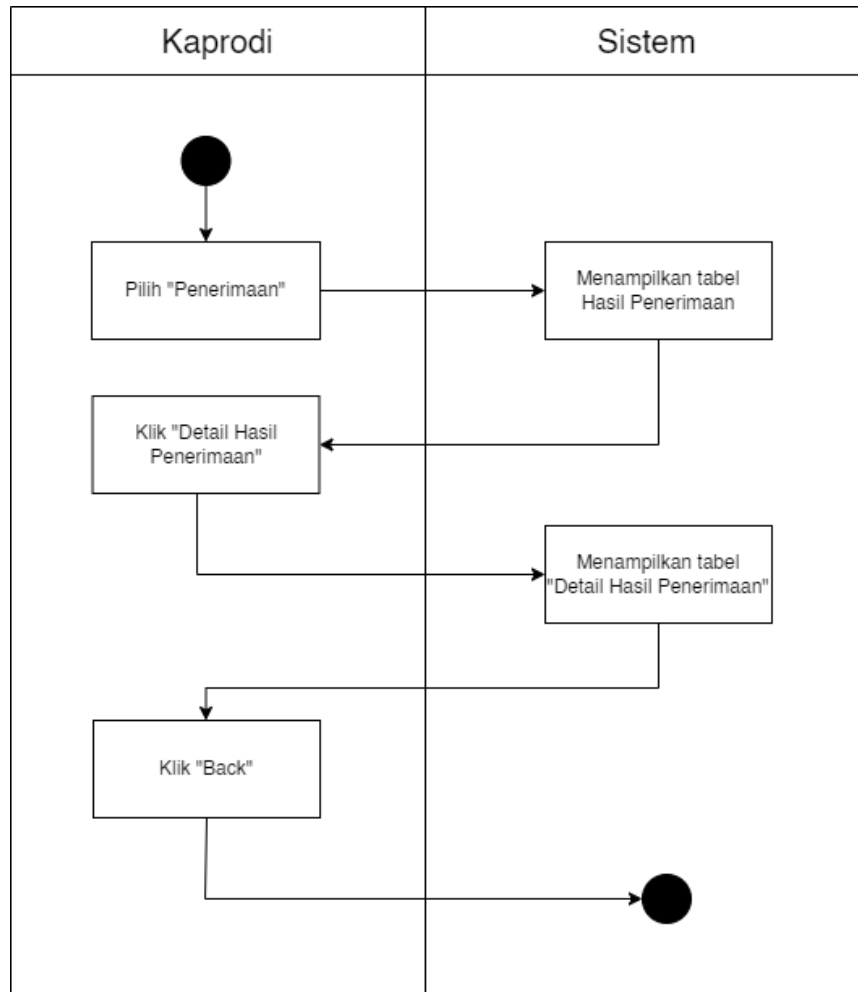 Kaprodi
Sistem
Pilih "Penerimaan"
Menampilkan tabel
Hasil Penerimaan
Klik "Detail Hasil
Penerimaan"
Menampilkan tabel
"Detail Hasil Penerimaan"
Klik "Back"